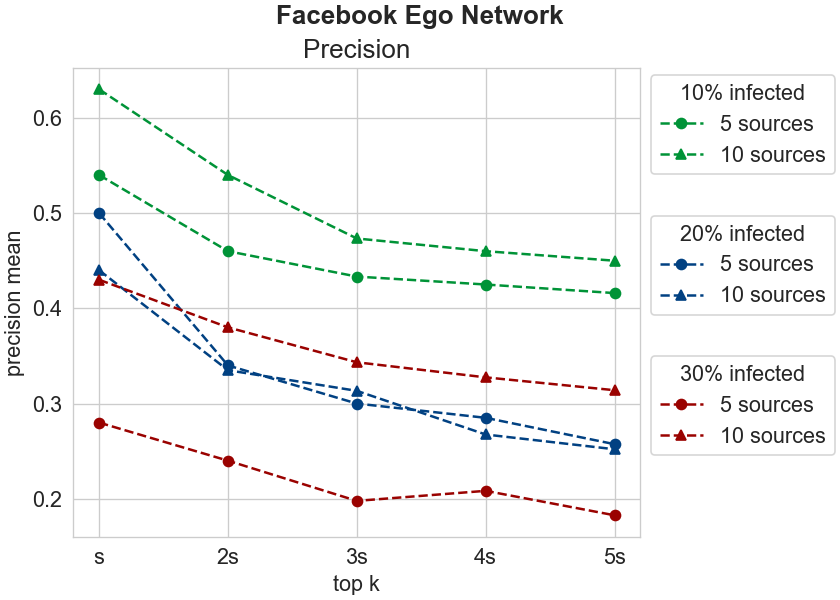 Facebook Ego Network
Precision
precision mean
0.6
0.5
0.4
0.3
0.2
s 2s 3s 4s 5s
top k
10% infected
5 sources
10 sources
20% infected
5 sources
10 sources
30% infected
5 sources
10 sources